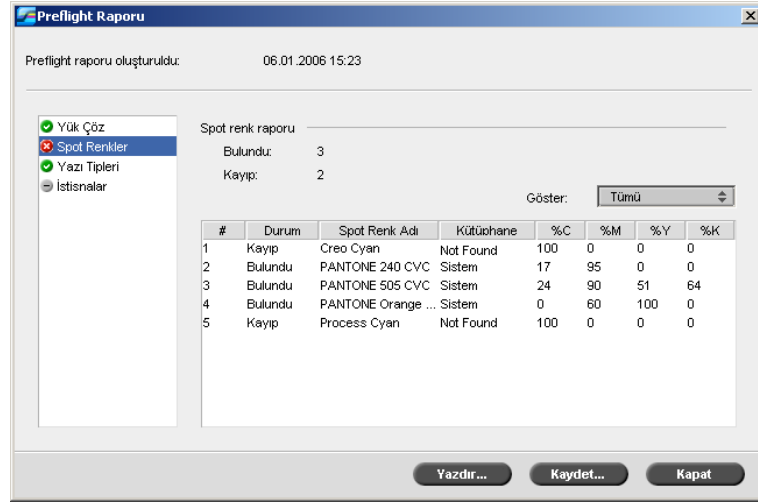 Preflight Raporu
Preflight raporu oluşturuldu: 06.01.2006 15:23
Yük Çöz
Spot Renkler
Yazı Tipleri
İstisnalar
Spot renk raporu
Bulundu: 3
Kayıp: 2
Göster: Tümü
# Durum Spot Renk Adı Kütüphane %C %M %Y %K
1 Kayıp Creo Cyan Not Found 100 0 0 0
2 Bulundu PANTONE 240 CVC Sistem 17 95 0 0
3 Bulundu PANTONE 505 CVC Sistem 24 90 51 64
4 Bulundu PANTONE Orange ... Sistem 0 60 100 0
5 Kayıp Process Cyan Not Found 100 0 0 0
Yazdır... Kaydet... Kapat